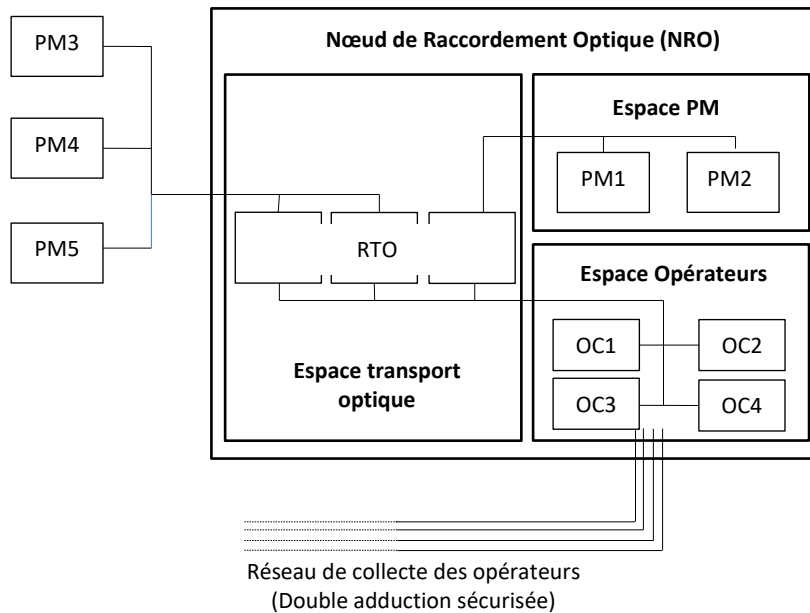 PM3
Nœud de Raccordement Optique (NRO)
Espace PM
PM4
PM1
PM2
PM5
RTO
Espace Opérateurs
OC1
OC2
Espace transport
optique
OC3
OC4
Réseau de collecte des opérateurs
(Double adduction sécurisée)